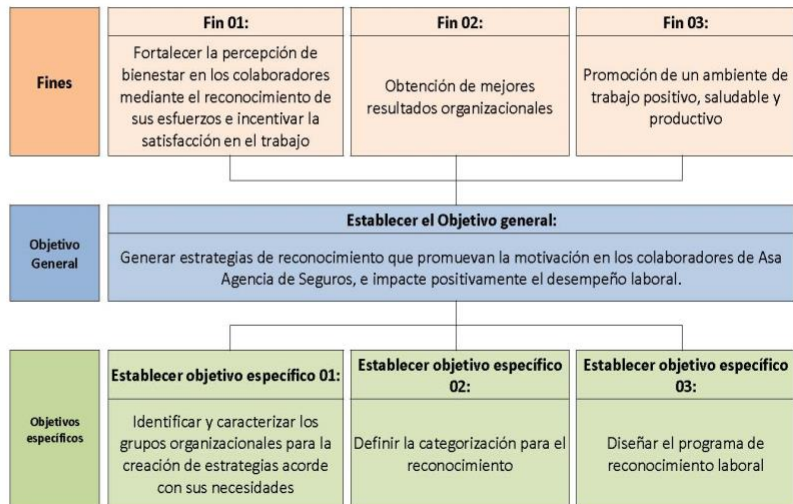 Fines
Fin 01:
Fortalecer la percepción de
bienestar en los colaboradores
mediante el reconocimiento de
sus esfuerzos e incentivar la
satisfacción en el trabajo
Fin 02:
Obtención de mejores
resultados organizacionales
Fin 03:
Promoción de un ambiente de
trabajo positivo, saludable y
productivo
Objetivo
General
Establecer el Objetivo general:
Generar estrategias de reconocimiento que promuevan la motivación en los colaboradores de Asa
Agencia de Seguros, e impacte positivamente el desempeño laboral.
Objetivos
específicos
Establecer objetivo específico 01:
Identificar y caracterizar los
grupos organizacionales para la
creación de estrategias acorde
con sus necesidades
Establecer objetivo específico
02:
Definir la categorización para el
reconocimiento
Establecer objetivo específico
03:
Diseñar el programa de
reconocimiento laboral